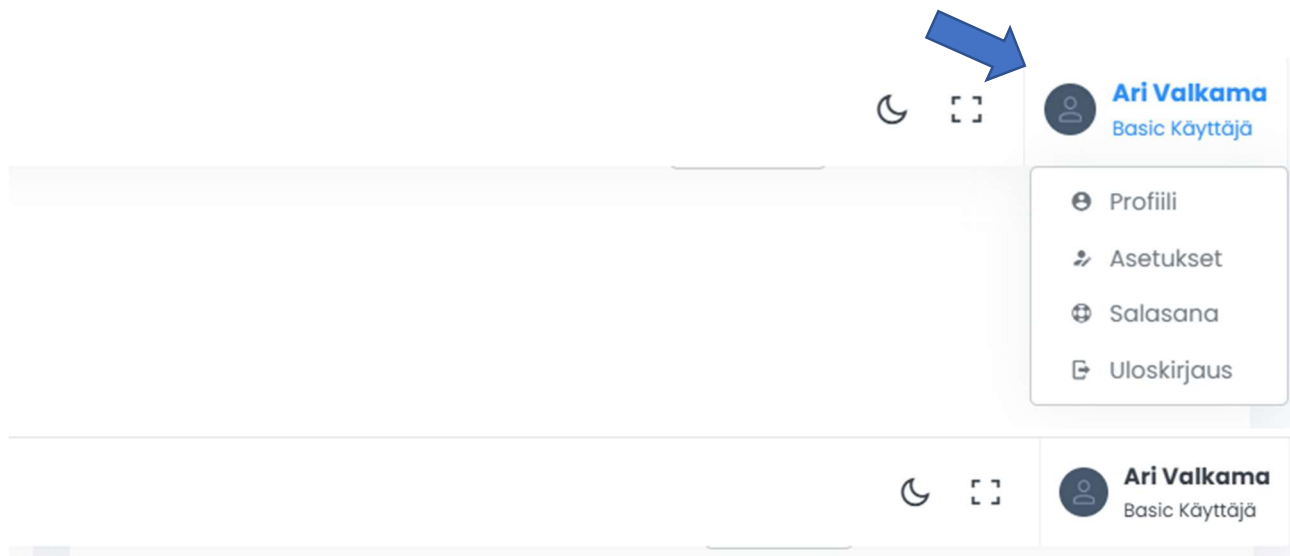 Ari Valkama
Basic Käyttäjä
Profiili
Asetukset
Salasana
Uloskirjaus
Ari Valkama
Basic Käyttäjä